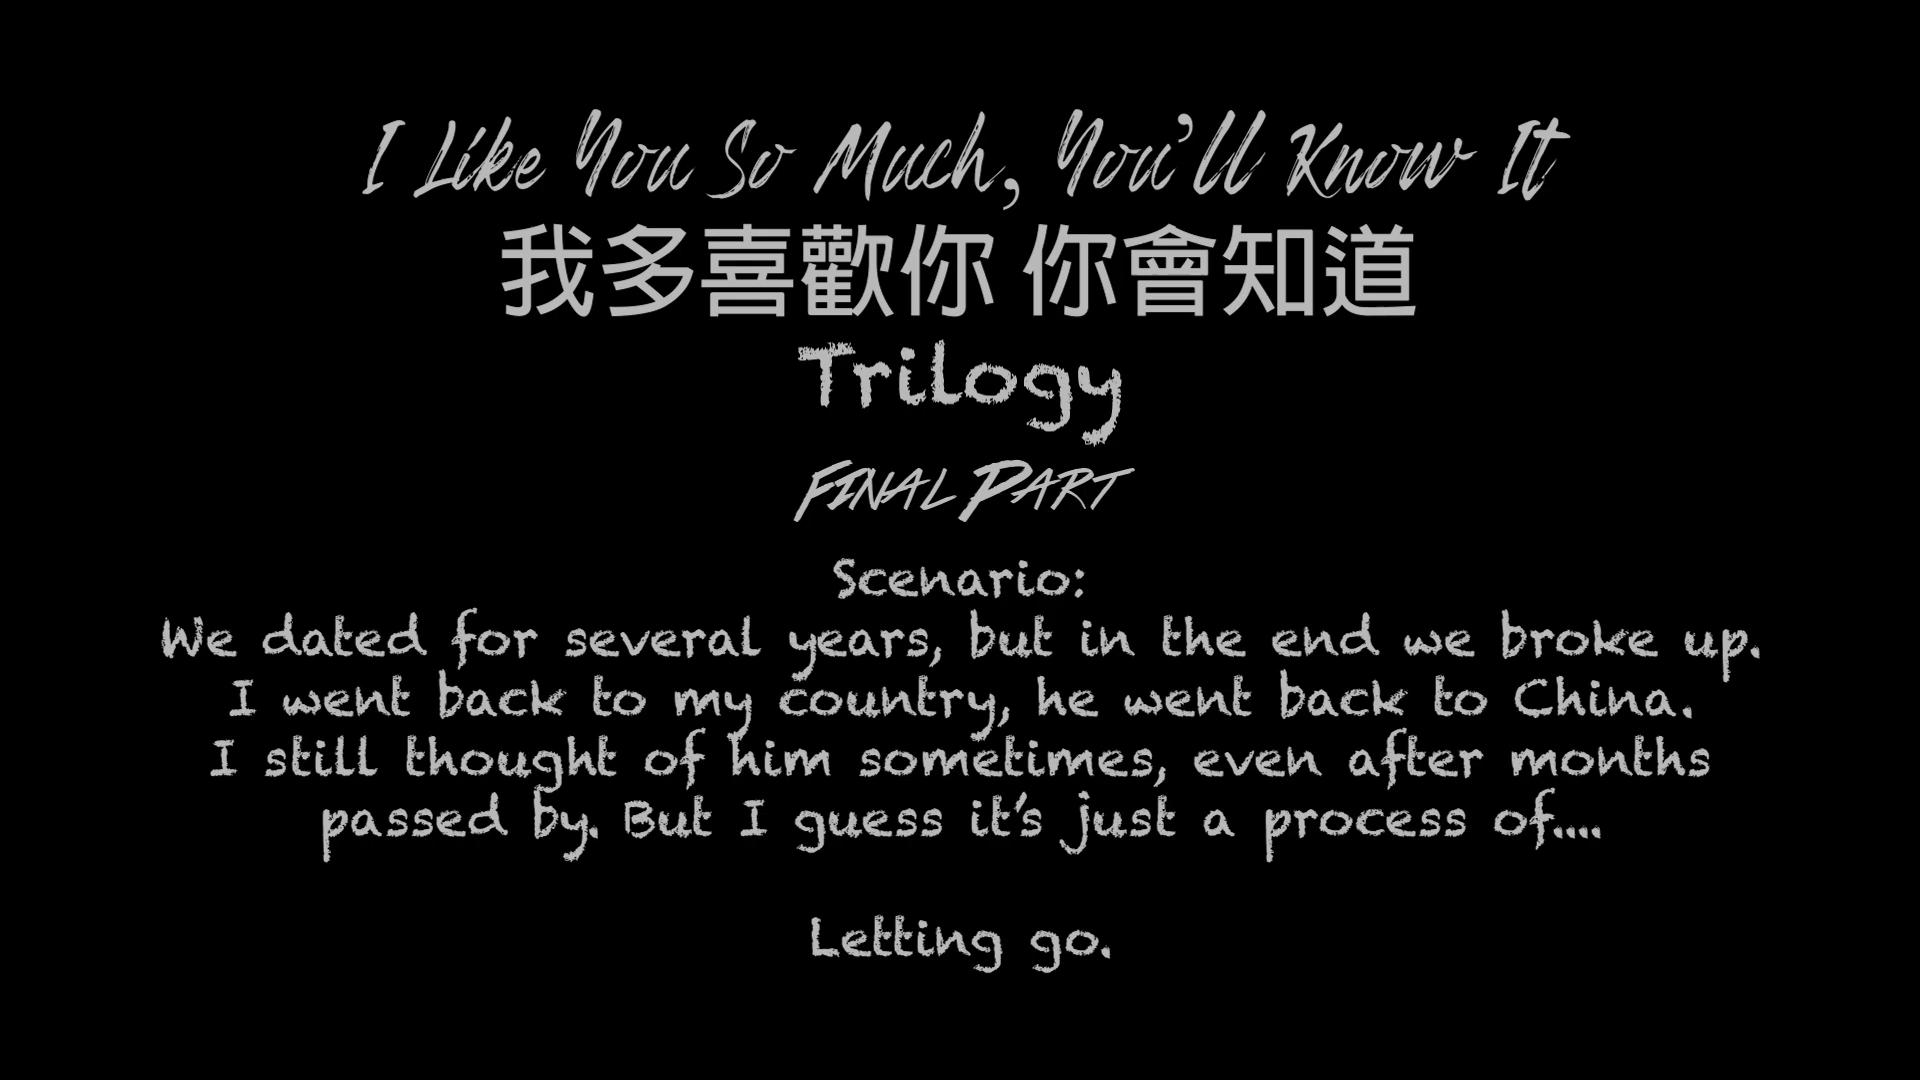 I Like You So Much, You'll Know It
我多喜歡你 你會知道
Trilogy
Final Part
Scenario:
We dated for several years, but in the end we broke up.
I went back to my country, he went back to China.
I still thought of him sometimes, even after months
passed by. But I guess it's just a process of....
Letting go.